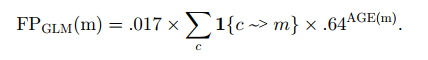 FP_GLM(m) = .017 × ∑_c 1{c ~> m} × .64^AGE(m).